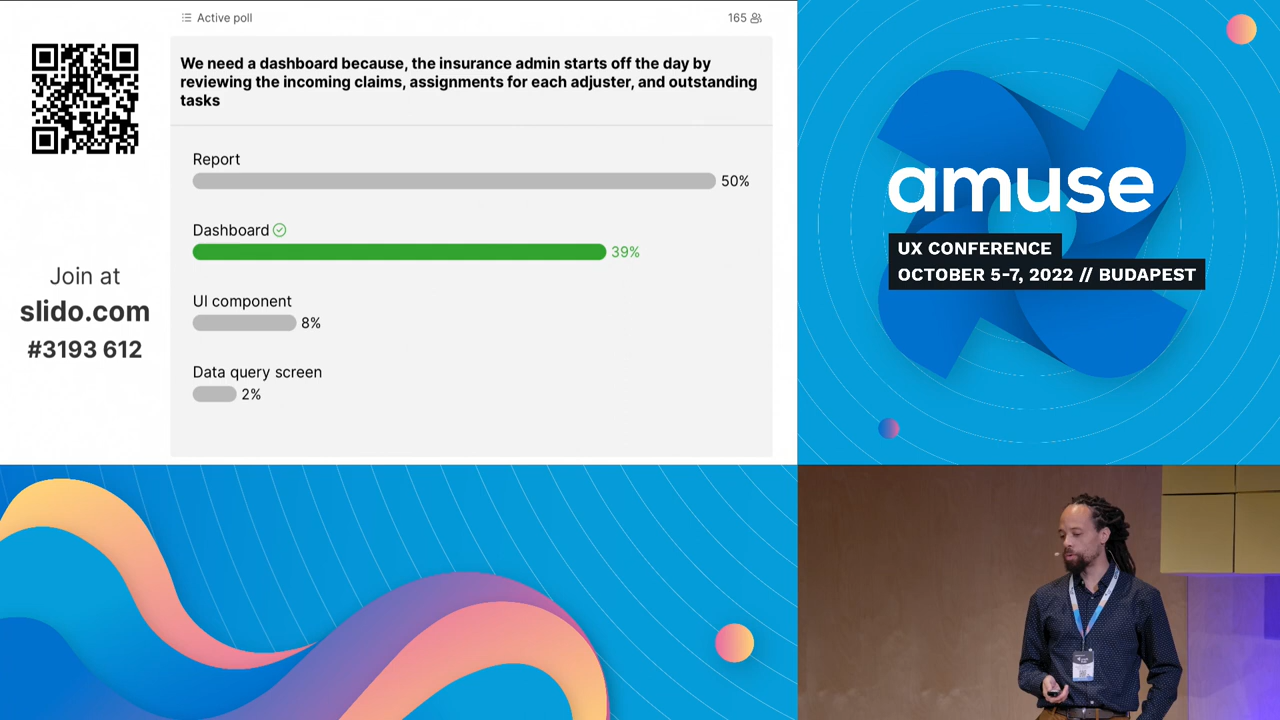 Active poll
165
We need a dashboard because, the insurance admin starts off the day by
reviewing the incoming claims, assignments for each adjuster, and outstanding
tasks
Report
50%
Dashboard
39%
UI component
8%
Data query screen
2%
Join at
slido.com
#3193 612
amuse
UX CONFERENCE
OCTOBER 5-7, 2022 // BUDAPEST